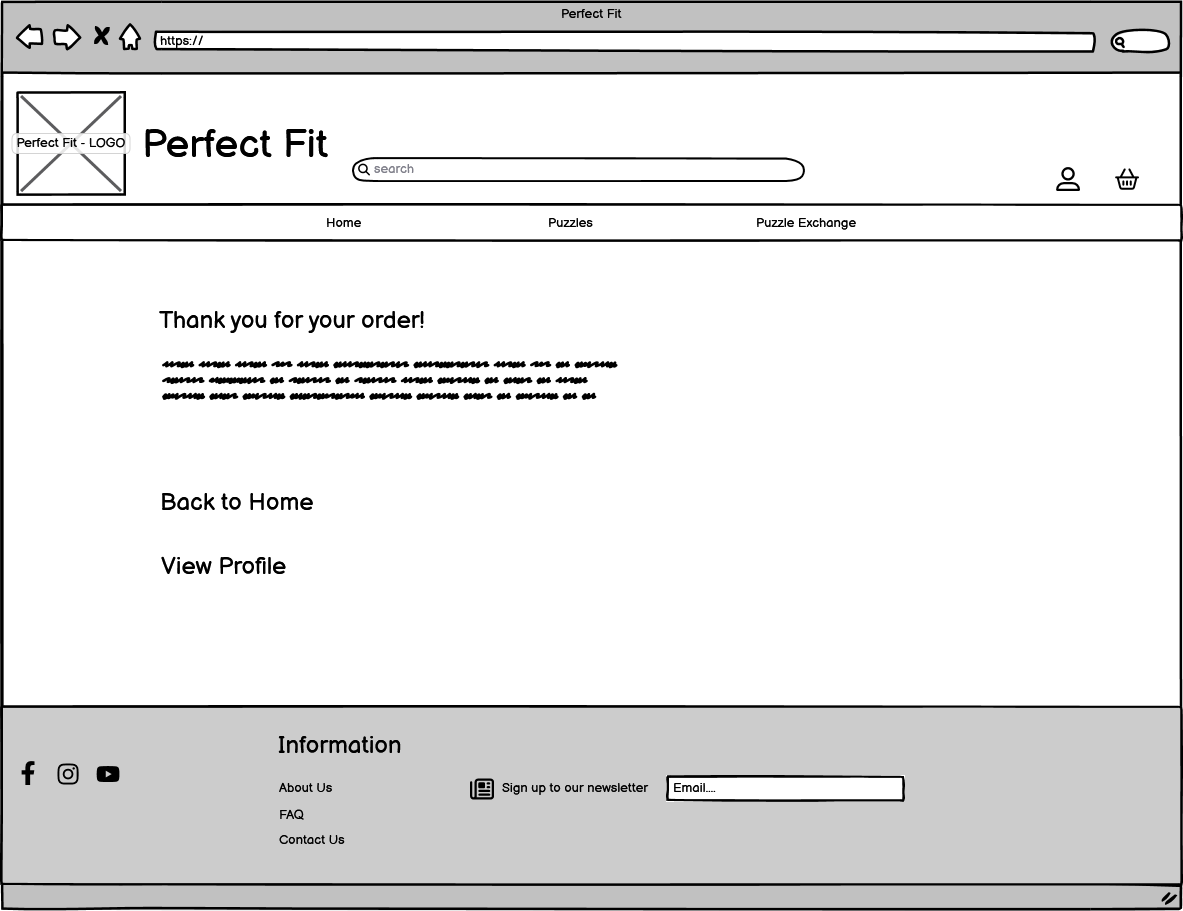 Perfect Fit
https://
Perfect Fit - LOGO
Perfect Fit
search
Home
Puzzles
Puzzle Exchange
Thank you for your order!
Back to Home
View Profile
Information
About Us
Sign up to our newsletter
Email....
FAQ
Contact Us